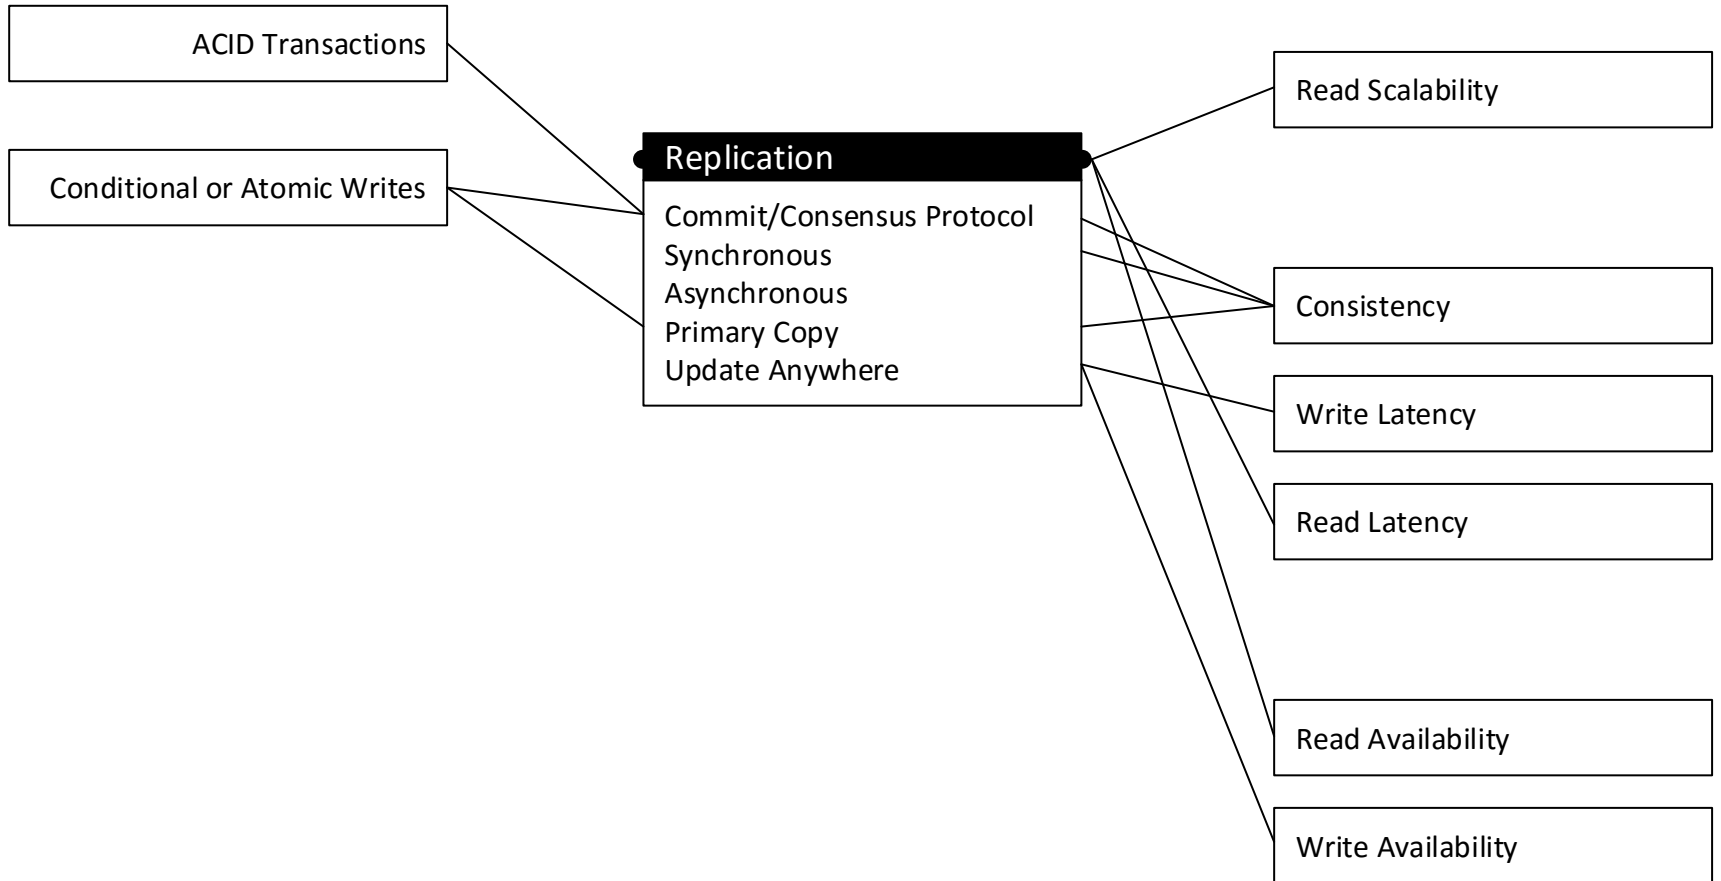 ACID Transactions
Conditional or Atomic Writes
Replication
Commit/Consensus Protocol
Synchronous
Asynchronous
Primary Copy
Update Anywhere
Read Scalability
Consistency
Write Latency
Read Latency
Read Availability
Write Availability